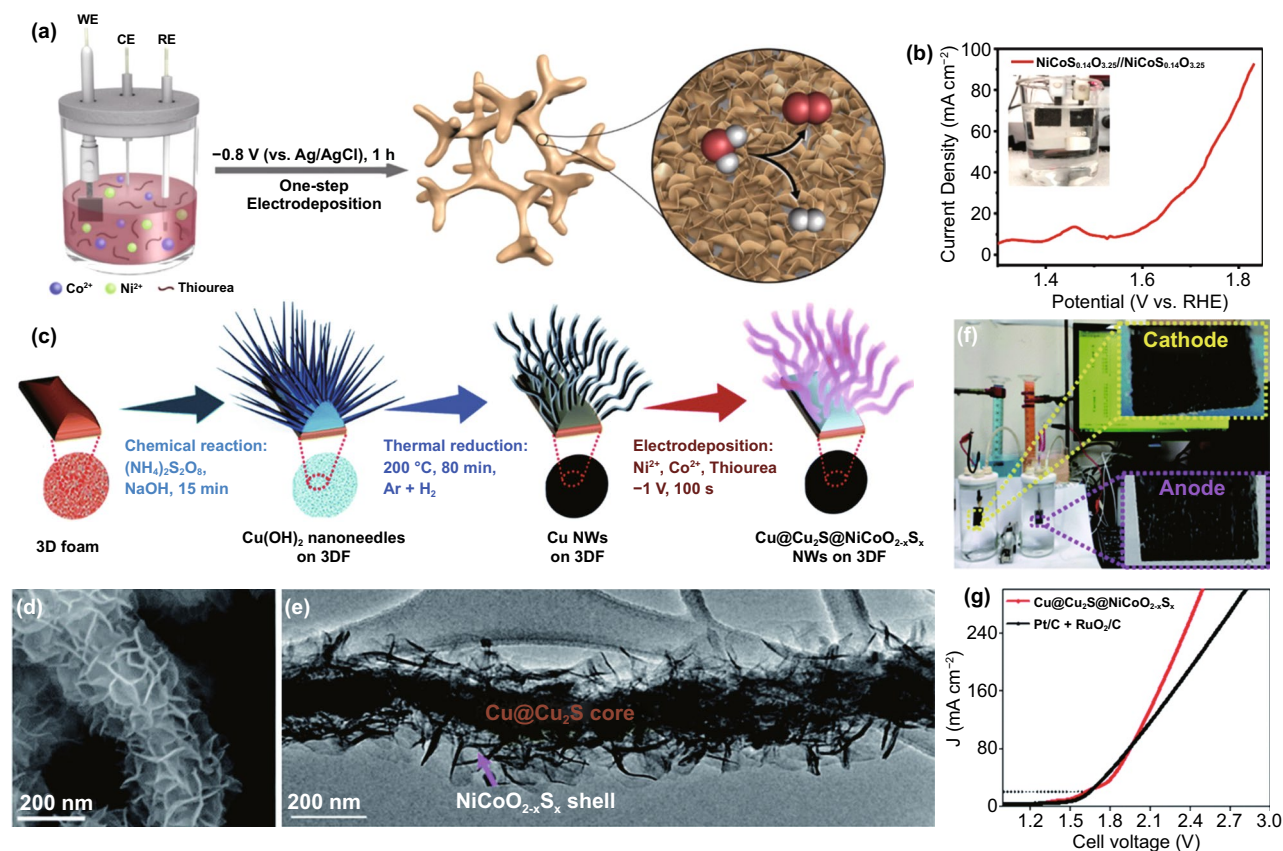 (a)
WE
CE
RE
−0.8 V (vs. Ag/AgCl), 1 h
One-step
Electrodeposition
Co²⁺ Ni²⁺ Thiourea
(b)
NiCoS₀.₁₄O₃.₂₅//NiCoS₀.₁₄O₃.₂₅
Current Density (mA cm⁻²)
100
80
60
40
20
0
1.4 1.6 1.8
Potential (V vs. RHE)
(c)
Chemical reaction:
(NH₄)₂S₂O₈,
NaOH, 15 min
Thermal reduction:
200 °C, 80 min,
Ar + H₂
Electrodeposition:
Ni²⁺, Co²⁺, Thiourea
−1 V, 100 s
3D foam
Cu(OH)₂ nanoneedles
on 3DF
Cu NWs
on 3DF
Cu@Cu₂S@NiCoO₂₋ₓSₓ
NWs on 3DF
(f)
Cathode
Anode
(d)
200 nm
(e)
Cu@Cu₂S core
NiCoO₂₋ₓSₓ shell
200 nm
(g)
Cu@Cu₂S@NiCoO₂₋ₓSₓ
Pt/C + RuO₂/C
J (mA cm⁻²)
240
160
80
0
1.2 1.5 1.8 2.1 2.4 2.7 3.0
Cell voltage (V)